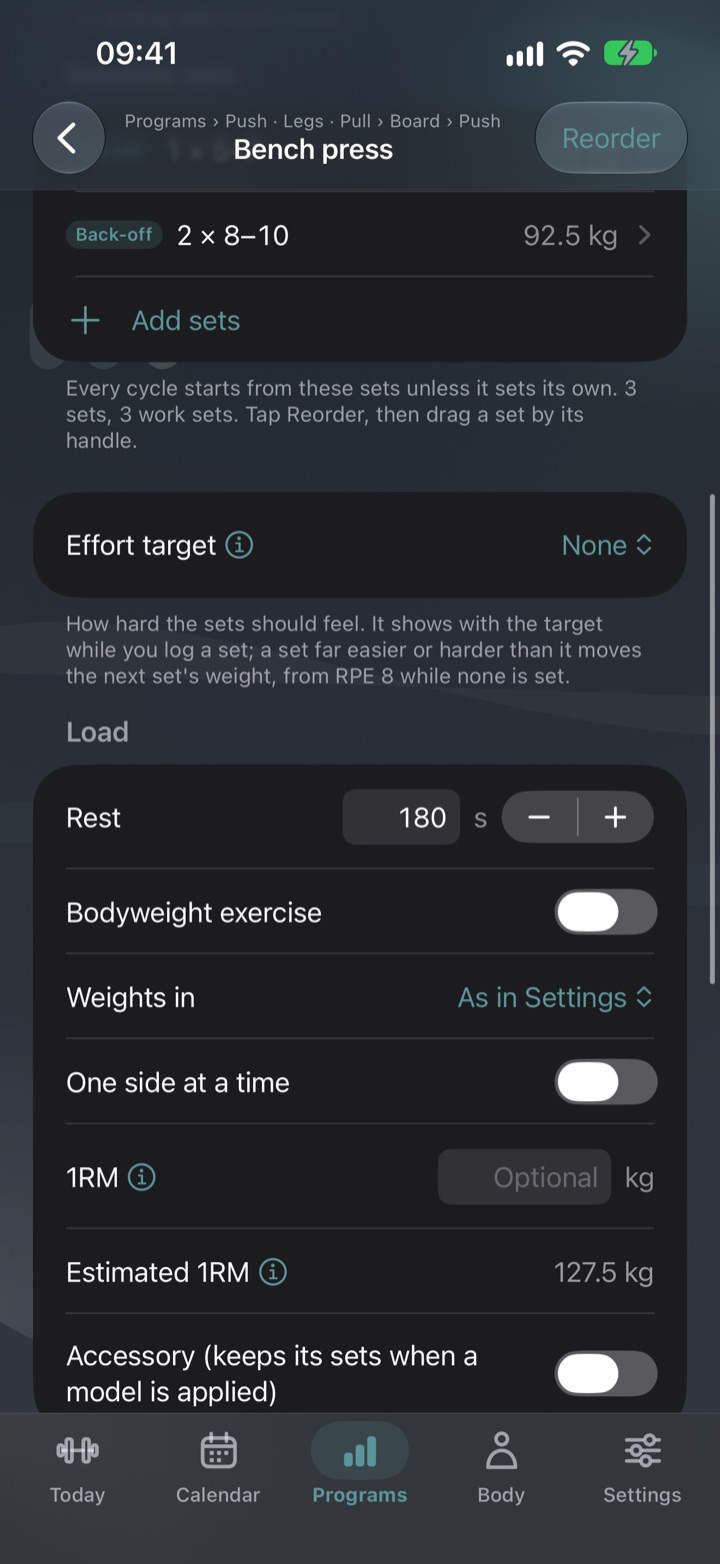 09:41
Programs › Push · Legs · Pull › Board › Push
Bench press
Reorder
Back-off 2 × 8–10 92.5 kg
Add sets
Every cycle starts from these sets unless it sets its own. 3
sets, 3 work sets. Tap Reorder, then drag a set by its
handle.
Effort target None
How hard the sets should feel. It shows with the target
while you log a set; a set far easier or harder than it moves
the next set's weight, from RPE 8 while none is set.
Load
Rest 180 s
Bodyweight exercise
Weights in As in Settings
One side at a time
1RM Optional kg
Estimated 1RM 127.5 kg
Accessory (keeps its sets when a
model is applied)
Today Calendar Programs Body Settings